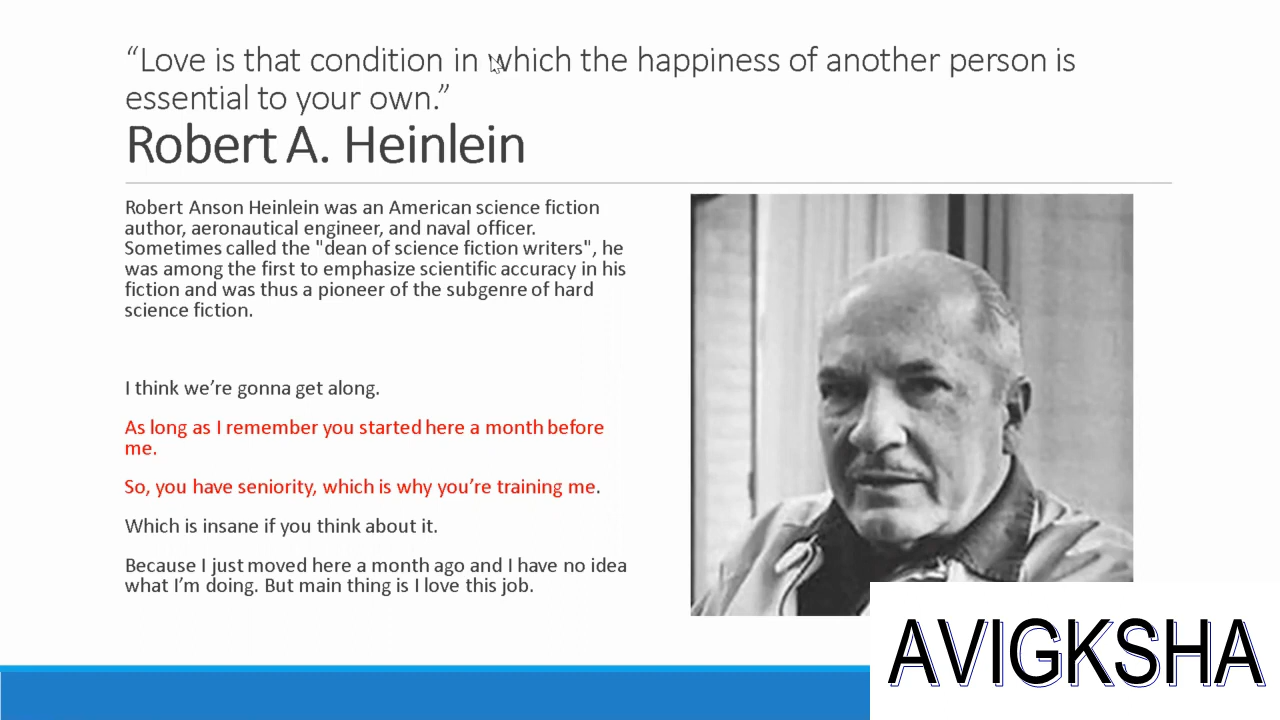 “Love is that condition in which the happiness of another person is
essential to your own.”
Robert A. Heinlein
Robert Anson Heinlein was an American science fiction
author, aeronautical engineer, and naval officer.
Sometimes called the "dean of science fiction writers", he
was among the first to emphasize scientific accuracy in his
fiction and was thus a pioneer of the subgenre of hard
science fiction.
I think we’re gonna get along.
As long as I remember you started here a month before
me.
So, you have seniority, which is why you’re training me.
Which is insane if you think about it.
Because I just moved here a month ago and I have no idea
what I’m doing. But main thing is I love this job.
AVIGKSHA